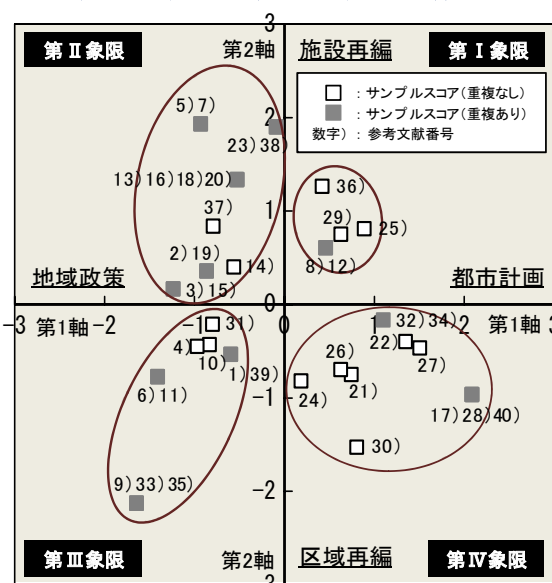 3
第Ⅱ象限
第2軸
施設再編
第Ⅰ象限
□ : サンプルスコア(重複なし)
■ : サンプルスコア(重複あり)
数字) : 参考文献番号
5)7)
2
23)38)
13)16)18)20)
36)
37)
29)
25)
1
2)19)
14)
8)12)
地域政策
3)15)
都市計画
-3 第1軸 -2 -1 0 1 2 第1軸 3
31)
32)34)
4)
10)
22)
27)
1)39)
26)
6)11)
24)
21)
-1
17)28)40)
30)
9)33)35)
-2
第Ⅲ象限
第2軸
区域再編
第Ⅳ象限